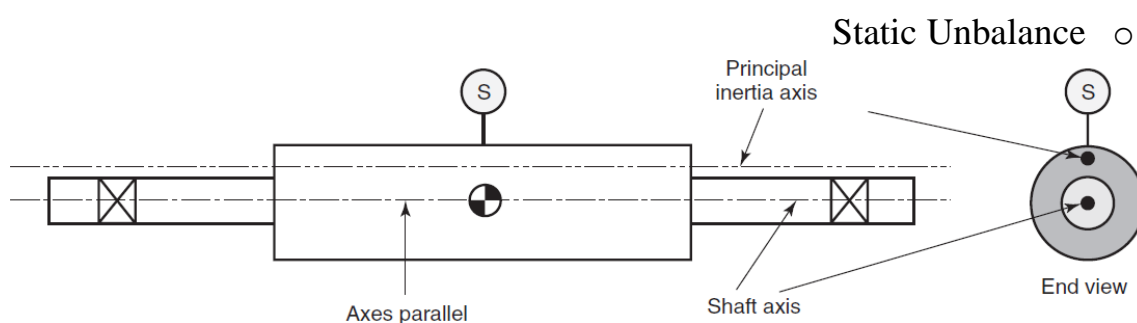 Static Unbalance ○
Principal
inertia axis
S
S
Axes parallel
Shaft axis
End view